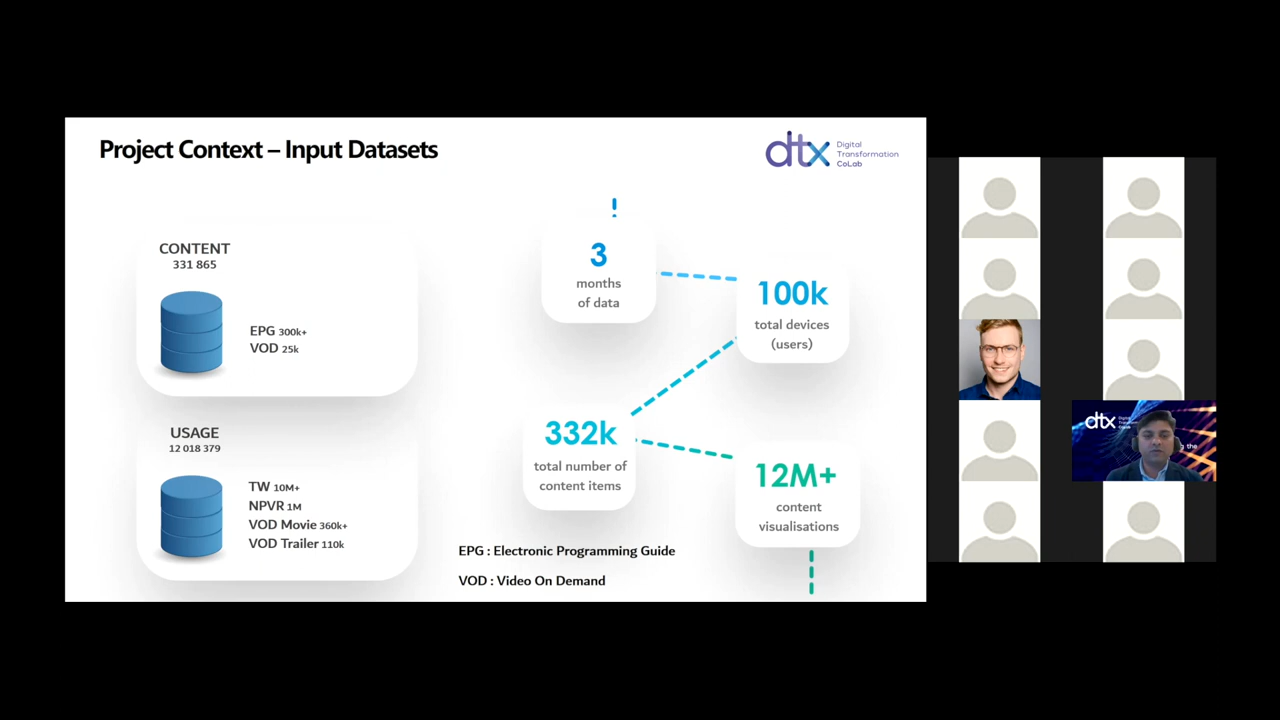 Project Context – Input Datasets
dtx
Digital
Transformation
CoLab
CONTENT
331 865
EPG 300k+
VOD 25k
USAGE
12 018 379
TW 10M+
NPVR 1M
VOD Movie 360k+
VOD Trailer 110k
3
months
of data
100k
total devices
(users)
332k
total number of
content items
12M+
content
visualisations
EPG : Electronic Programming Guide
VOD : Video On Demand
dtx
the